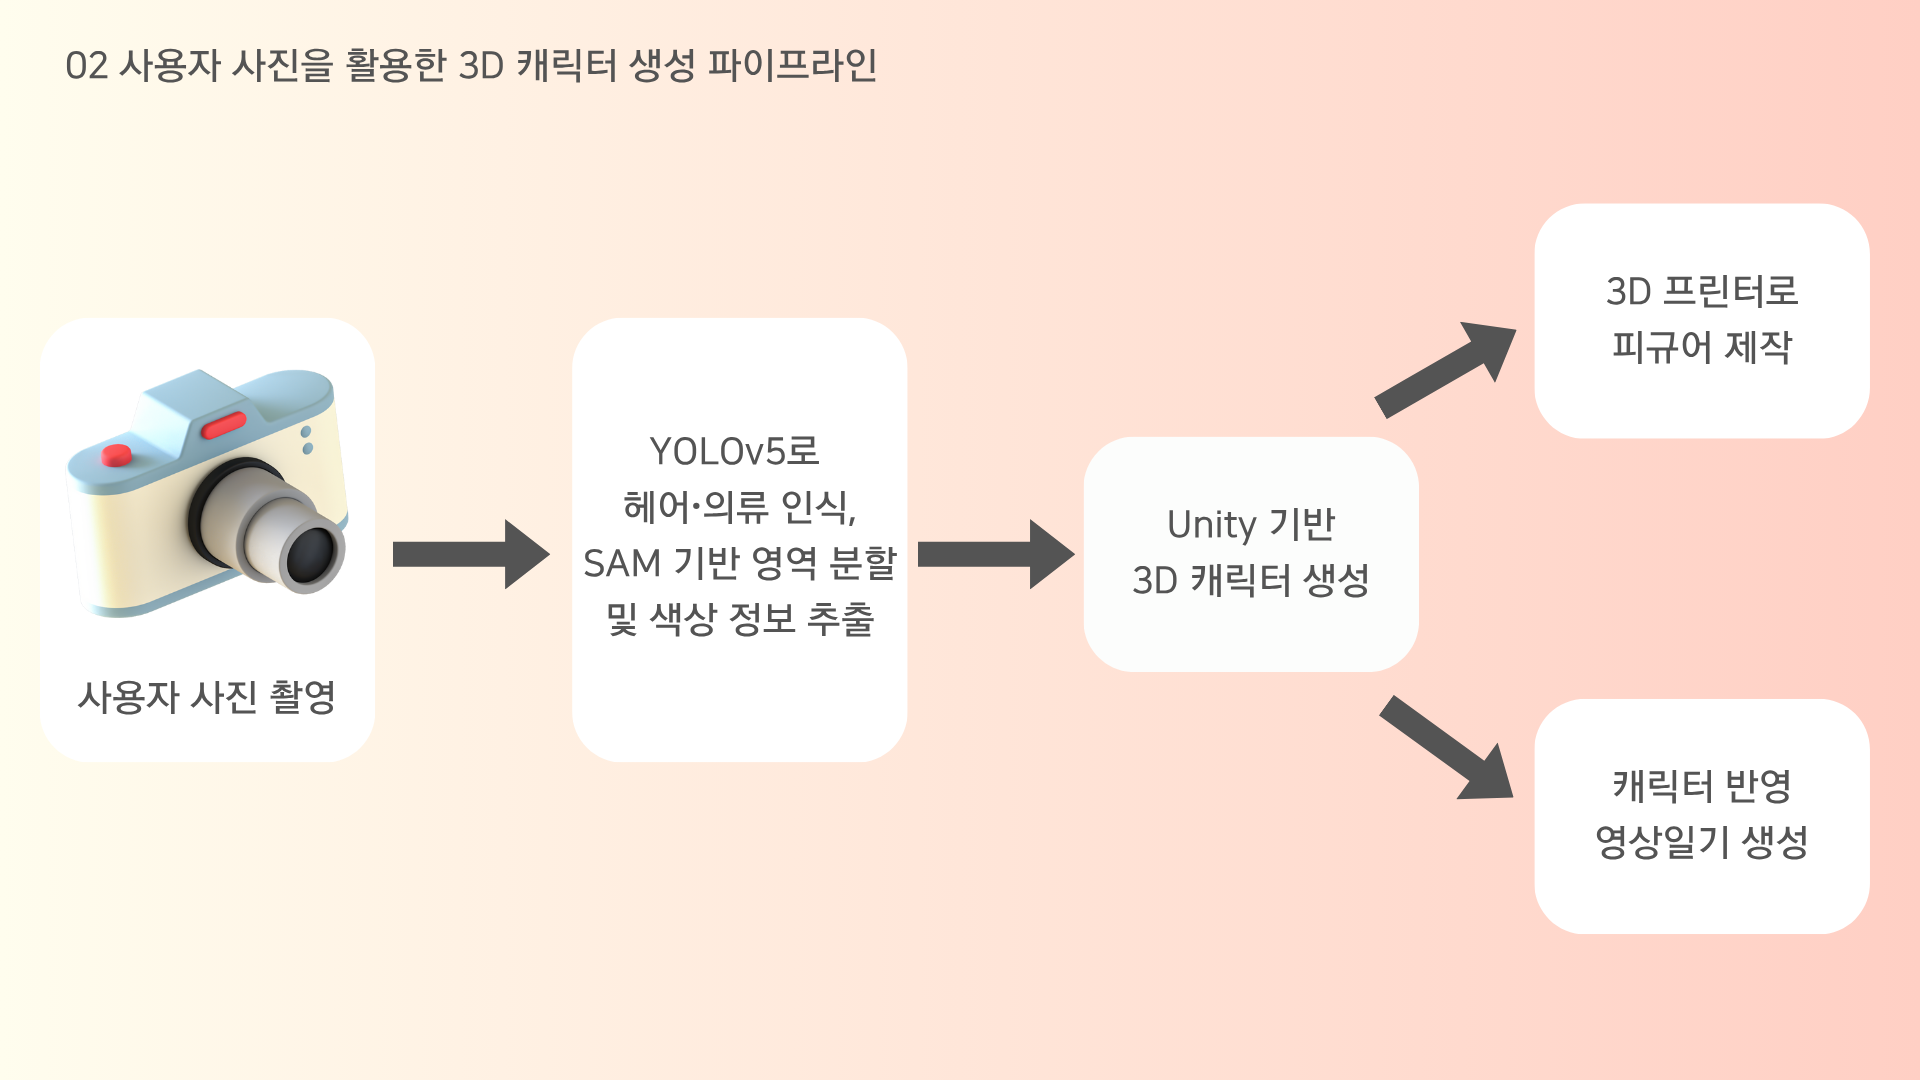 02 사용자 사진을 활용한 3D 캐릭터 생성 파이프라인
사용자 사진 촬영
YOLOv5로
헤어·의류 인식,
SAM 기반 영역 분할
및 색상 정보 추출
Unity 기반
3D 캐릭터 생성
3D 프린터로
피규어 제작
캐릭터 반영
영상일기 생성